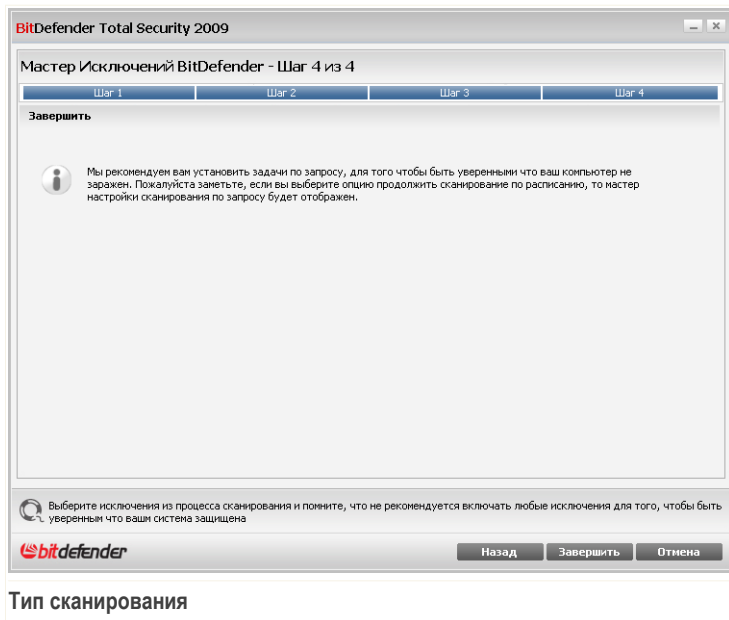 BitDefender Total Security 2009
Мастер Исключений BitDefender - Шаг 4 из 4
Шаг 1 Шаг 2 Шаг 3 Шаг 4
Завершить
Мы рекомендуем вам установить задачи по запросу, для того чтобы быть уверенными что ваш компьютер не
заражен. Пожалуйста заметьте, если вы выберите опцию продолжить сканирование по расписанию, то мастер
настройки сканирования по запросу будет отображен.
Выберите исключения из процесса сканирования и помните, что не рекомендуется включать любые исключения для того, чтобы быть
уверенным что вашм система защищена
bitdefender
Назад Завершить Отмена
Тип сканирования